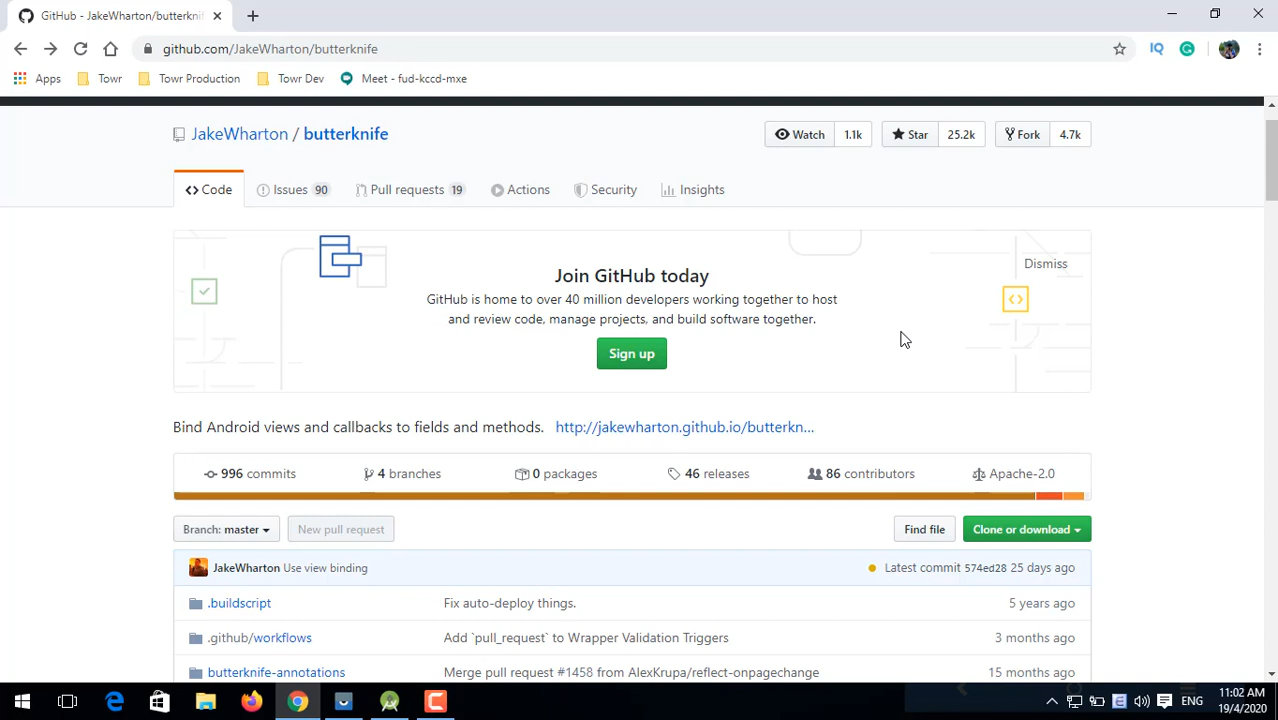 GitHub - JakeWharton/butterknif
github.com/JakeWharton/butterknife
Apps Towr Towr Production Towr Dev Meet - fud-kccd-mxe
JakeWharton / butterknife
Watch 1.1k Star 25.2k Fork 4.7k
Code Issues 90 Pull requests 19 Actions Security Insights
Dismiss
Join GitHub today
GitHub is home to over 40 million developers working together to host
and review code, manage projects, and build software together.
Sign up
Bind Android views and callbacks to fields and methods. http://jakewharton.github.io/butterkn...
996 commits 4 branches 0 packages 46 releases 86 contributors Apache-2.0
Branch: master New pull request Find file Clone or download
JakeWharton Use view binding Latest commit 574ed28 25 days ago
.buildscript Fix auto-deploy things. 5 years ago
.github/workflows Add `pull_request` to Wrapper Validation Triggers 3 months ago
butterknife-annotations Merge pull request #1458 from AlexKrupa/reflect-onpagechange 15 months ago
ENG 11:02 AM
19/4/2020